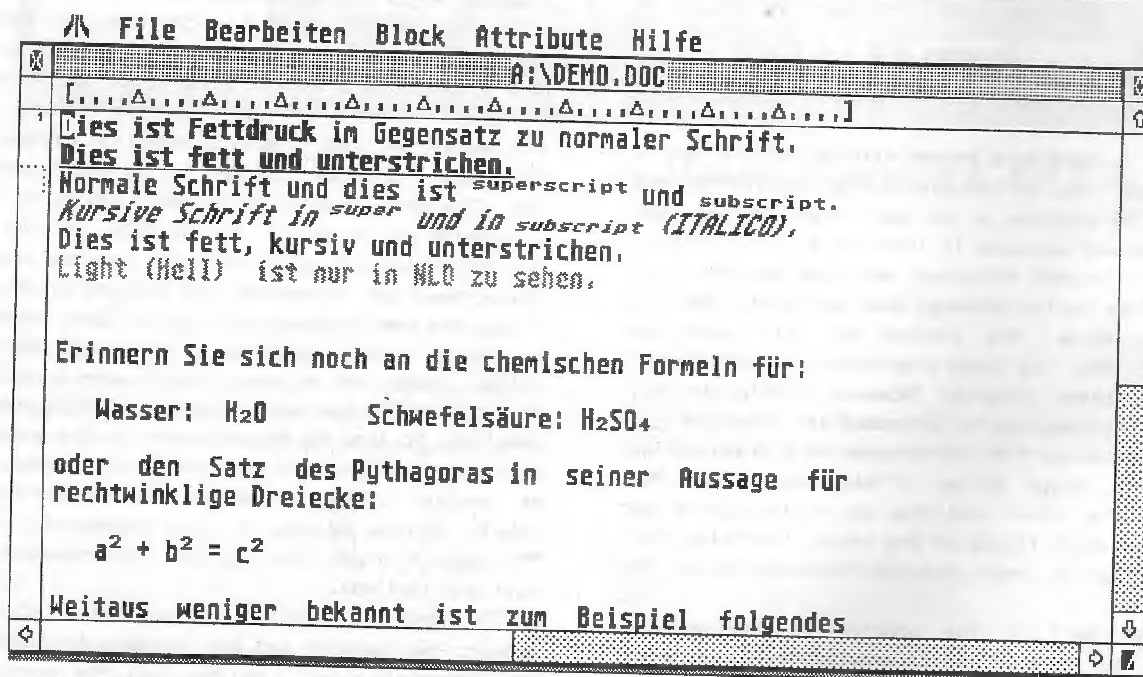 File Bearbeiten Block Attribute Hilfe
A:\DEMO.DOC
1
Dies ist Fettdruck im Gegensatz zu normaler Schrift.
Dies ist fett und unterstrichen.
Normale Schrift und dies ist superscript und subscript.
Kursive Schrift in super und in subscript (ITALICO).
Dies ist fett, kursiv und unterstrichen.
Light (Hell) ist nur in NLQ zu sehen.
Erinnern Sie sich noch an die chemischen Formeln für:
Wasser: H₂O Schwefelsäure: H₂SO₄
oder den Satz des Pythagoras in seiner Aussage für
rechtwinklige Dreiecke:
a² + b² = c²
Weitaus weniger bekannt ist zum Beispiel folgendes